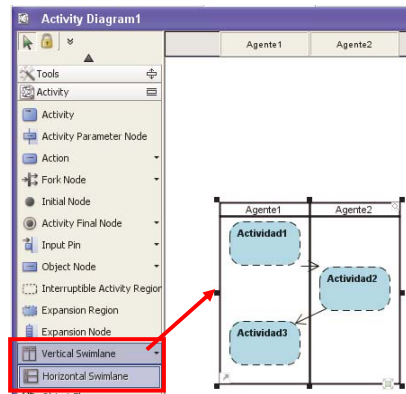 Activity Diagram1
Tools
Activity
Activity
Activity Parameter Node
Action
Fork Node
Initial Node
Activity Final Node
Input Pin
Object Node
Interruptible Activity Region
Expansion Region
Expansion Node
Vertical Swimlane
Horizontal Swimlane
Agente1 Agente2
Agente1 Agente2
Actividad1
Actividad2
Actividad3